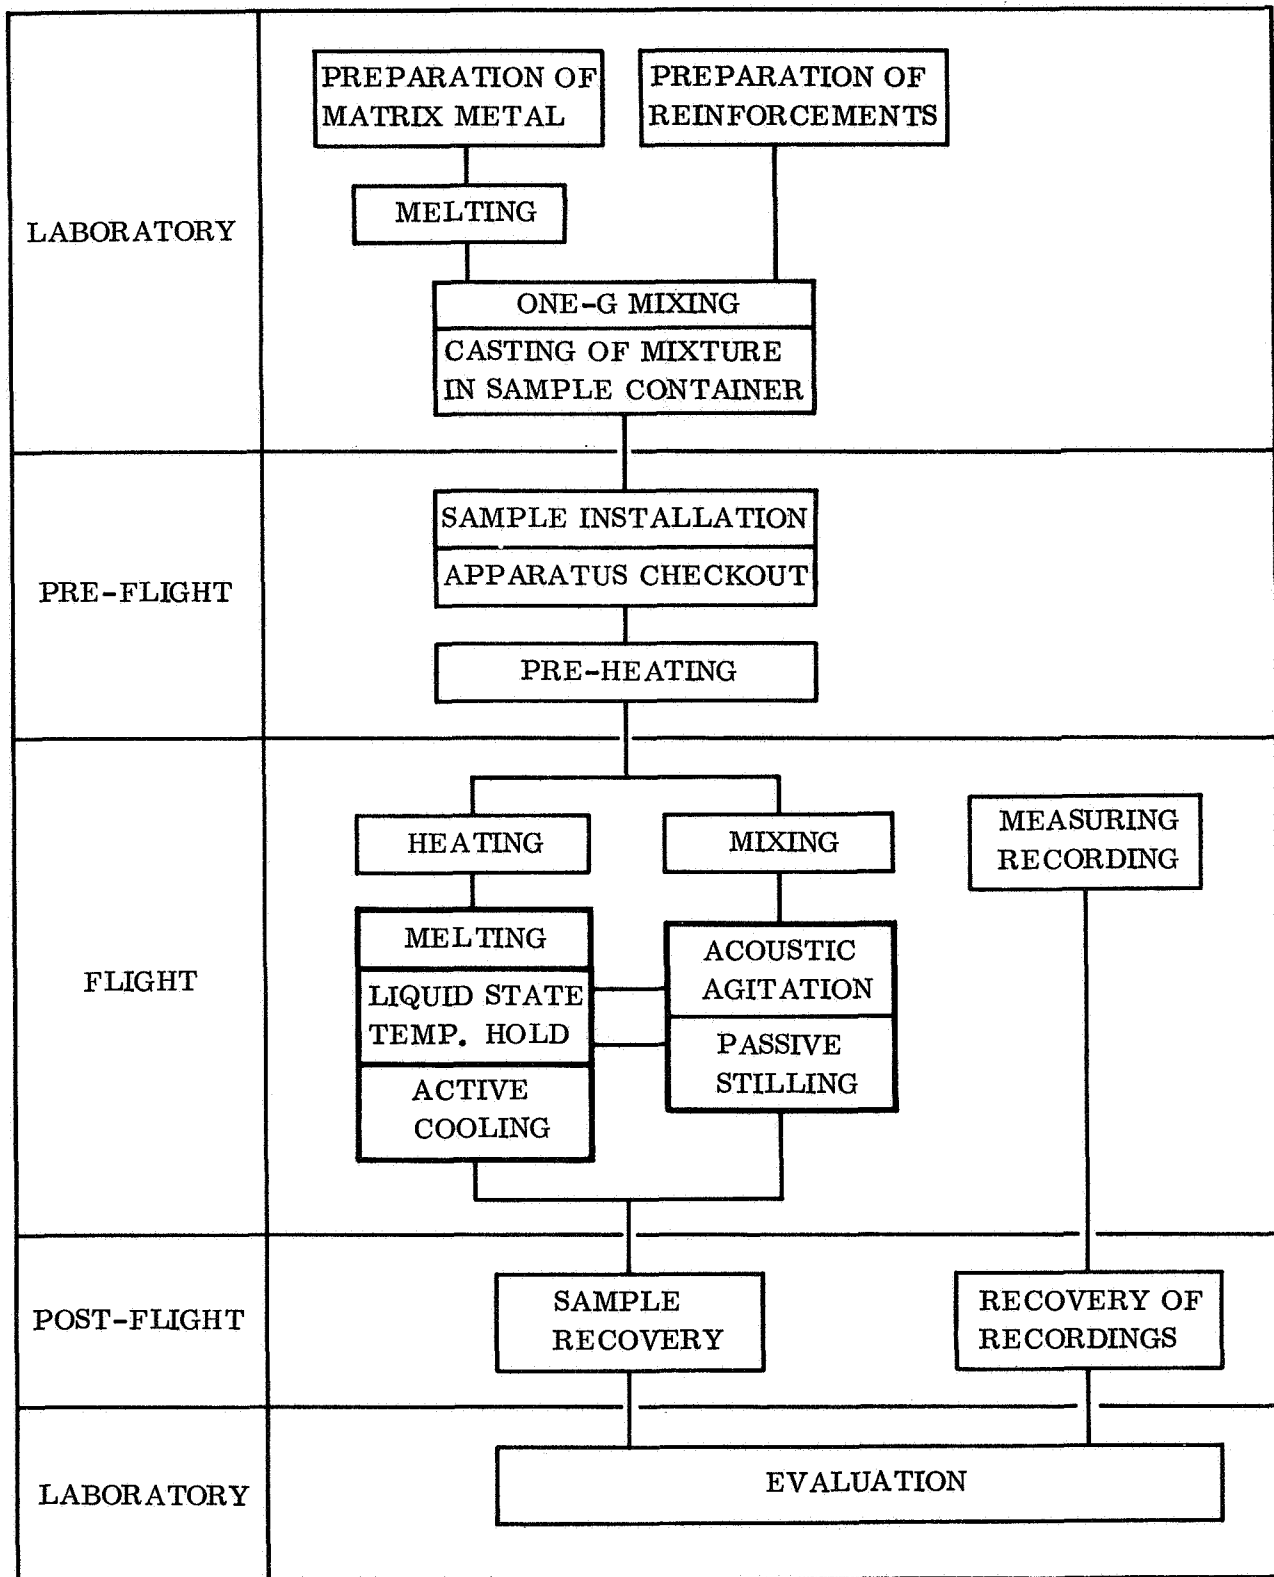 LABORATORY
PREPARATION OF
MATRIX METAL
PREPARATION OF
REINFORCEMENTS
MELTING
ONE-G MIXING
CASTING OF MIXTURE
IN SAMPLE CONTAINER
PRE-FLIGHT
SAMPLE INSTALLATION
APPARATUS CHECKOUT
PRE-HEATING
FLIGHT
HEATING
MIXING
MEASURING
RECORDING
MELTING
LIQUID STATE
TEMP. HOLD
ACTIVE
COOLING
ACOUSTIC
AGITATION
PASSIVE
STILLING
POST-FLIGHT
SAMPLE
RECOVERY
RECOVERY OF
RECORDINGS
LABORATORY
EVALUATION